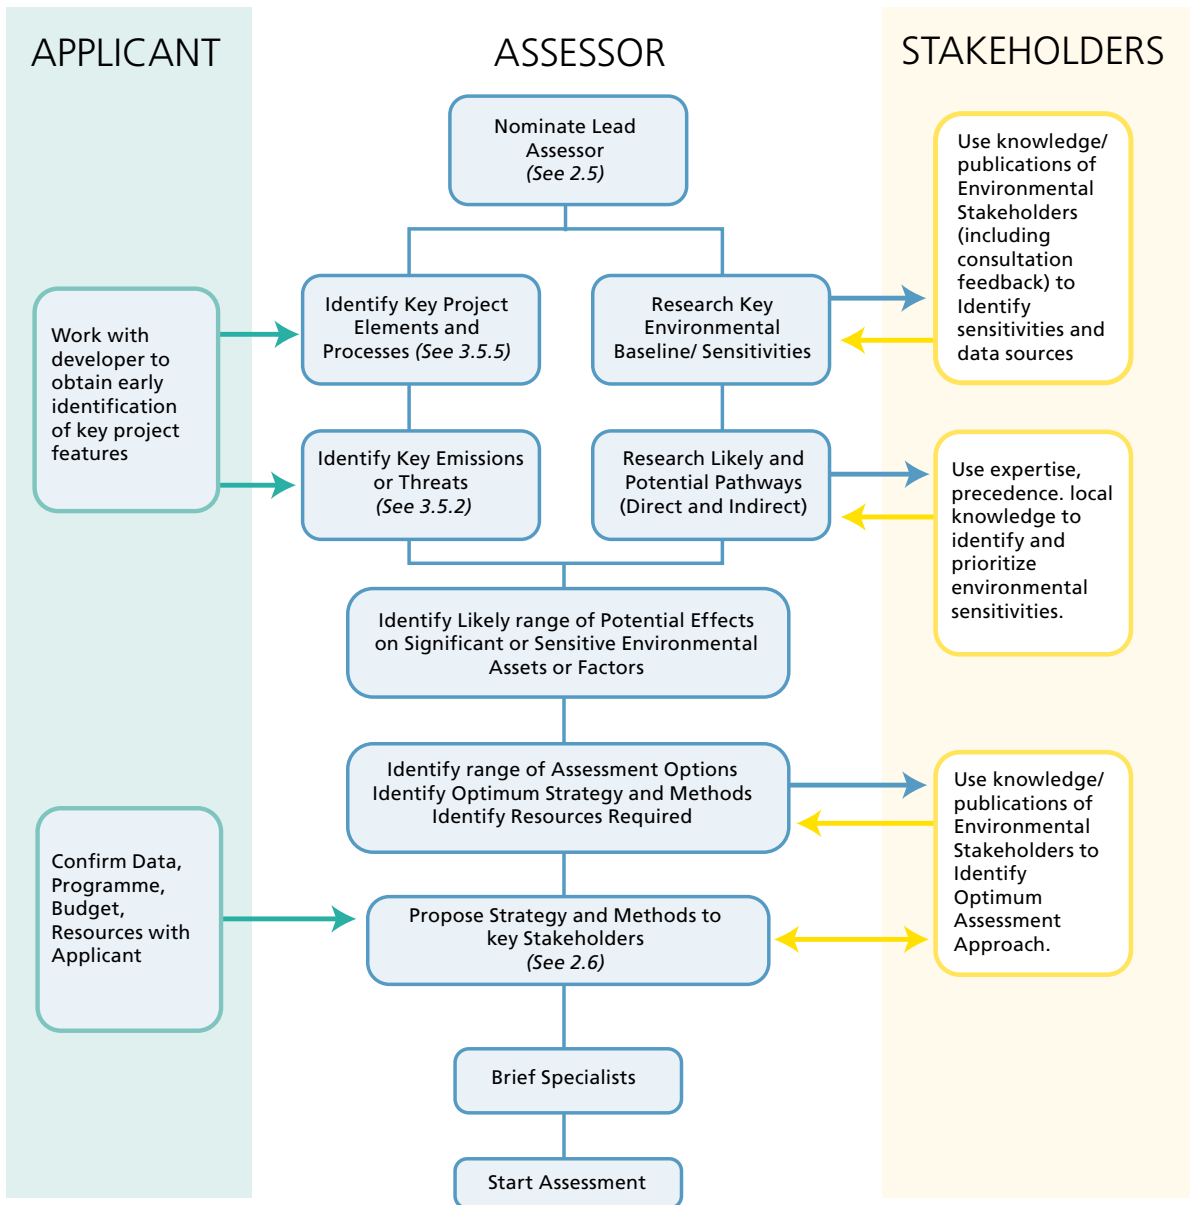 APPLICANT
ASSESSOR
STAKEHOLDERS
Nominate Lead
Assessor
(See 2.5)
Use knowledge/
publications of
Environmental
Stakeholders
(including
consultation
feedback) to
Identify
sensitivities and
data sources
Work with
developer to
obtain early
identification
of key project
features
Identify Key Project
Elements and
Processes (See 3.5.5)
Research Key
Environmental
Baseline/ Sensitivities
Identify Key Emissions
or Threats
(See 3.5.2)
Research Likely and
Potential Pathways
(Direct and Indirect)
Use expertise,
precedence. local
knowledge to
identify and
prioritize
environmental
sensitivities.
Identify Likely range of Potential Effects
on Significant or Sensitive Environmental
Assets or Factors
Identify range of Assessment Options
Identify Optimum Strategy and Methods
Identify Resources Required
Use knowledge/
publications of
Environmental
Stakeholders to
Identify
Optimum
Assessment
Approach.
Confirm Data,
Programme,
Budget,
Resources with
Applicant
Propose Strategy and Methods to
key Stakeholders
(See 2.6)
Brief Specialists
Start Assessment